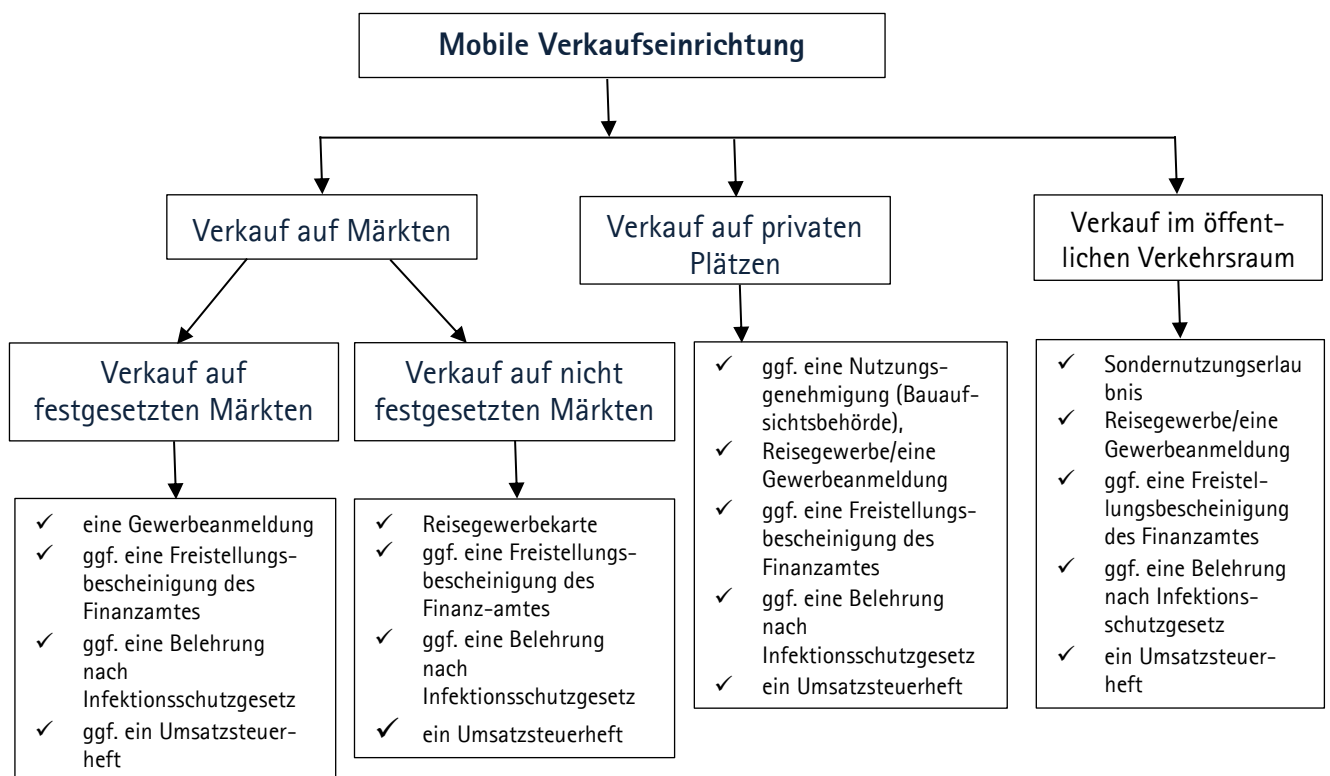 Mobile Verkaufseinrichtung
Verkauf auf Märkten
Verkauf auf privaten
Plätzen
Verkauf im öffent-
lichen Verkehrsraum
Verkauf auf
festgesetzten Märkten
Verkauf auf nicht
festgesetzten Märkten
✓ eine Gewerbeanmeldung
✓ ggf. eine Freistellungs-
bescheinigung des
Finanzamtes
✓ ggf. eine Belehrung
nach
Infektionsschutzgesetz
✓ ggf. ein Umsatzsteuer-
heft
✓ Reisegewerbekarte
✓ ggf. eine Freistellungs-
bescheinigung des
Finanz-amtes
✓ ggf. eine Belehrung
nach
Infektionsschutzgesetz
✓ ein Umsatzsteuerheft
✓ ggf. eine Nutzungs-
genehmigung (Bauauf-
sichtsbehörde),
✓ Reisegewerbe/eine
Gewerbeanmeldung
✓ ggf. eine Freistellungs-
bescheinigung des
Finanzamtes
✓ ggf. eine Belehrung
nach
Infektionsschutzgesetz
✓ ein Umsatzsteuerheft
✓ Sondernutzungserlau
bnis
✓ Reisegewerbe/eine
Gewerbeanmeldung
✓ ggf. eine Freistel-
lungsbescheinigung
des Finanzamtes
✓ ggf. eine Belehrung
nach Infektions-
schutzgesetz
✓ ein Umsatzsteuer-
heft